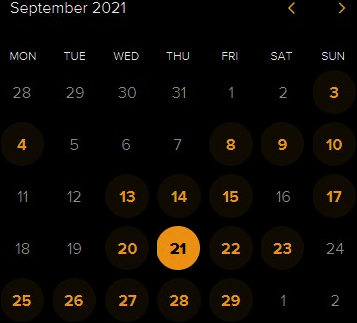 September 2021
MON TUE WED THU FRI SAT SUN
28 29 30 31 1 2 3
4 5 6 7 8 9 10
11 12 13 14 15 16 17
18 19 20 21 22 23 24
25 26 27 28 29 1 2